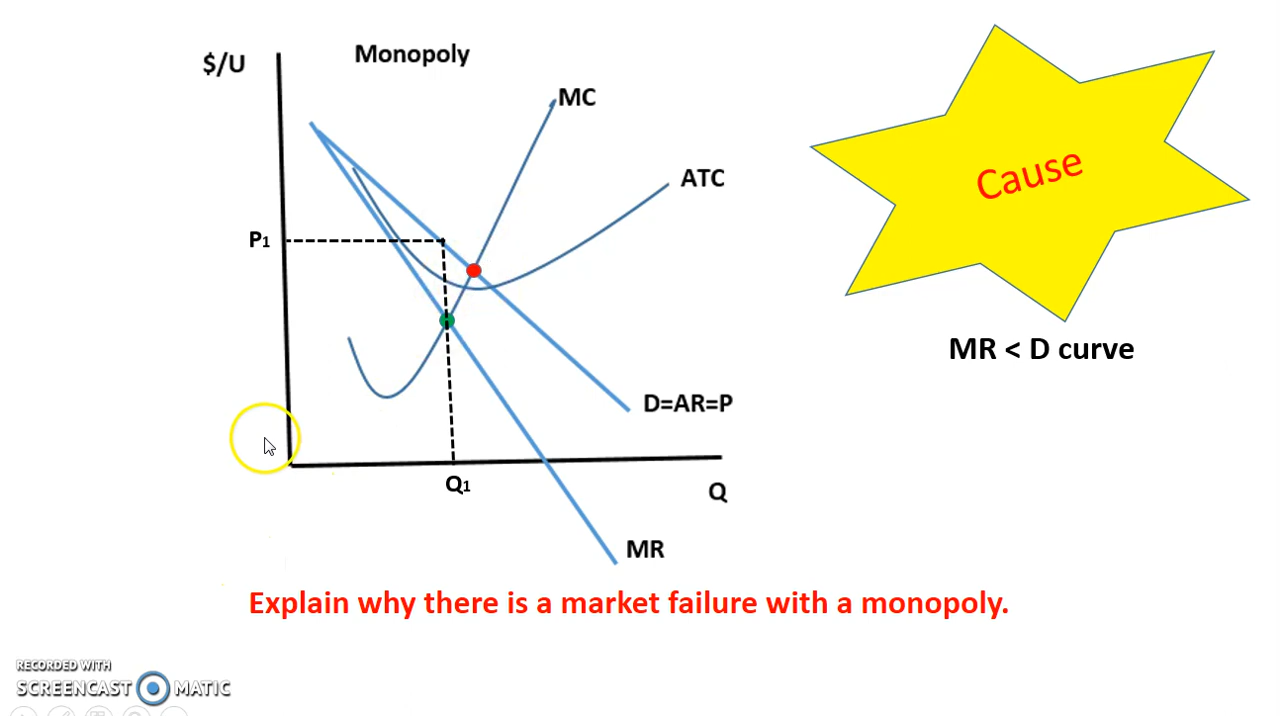 Monopoly
$/U
MC
ATC
Cause
P1
MR < D curve
D=AR=P
Q1
Q
MR
Explain why there is a market failure with a monopoly.
RECORDED WITH
SCREENCAST MATIC